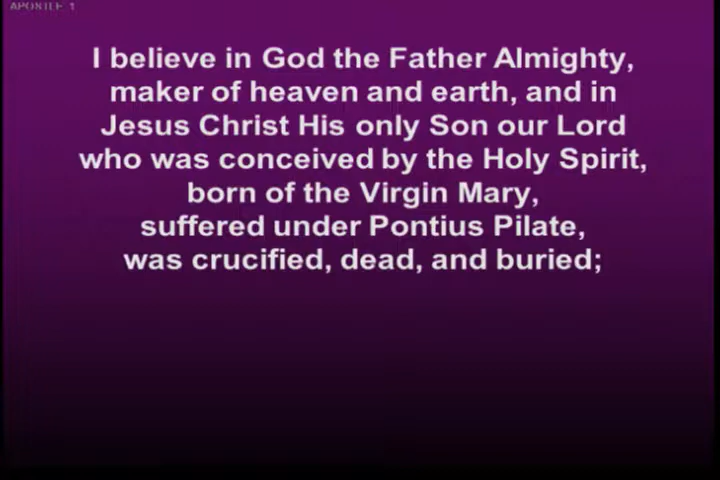 APOSTLE 1
I believe in God the Father Almighty,
maker of heaven and earth, and in
Jesus Christ His only Son our Lord
who was conceived by the Holy Spirit,
born of the Virgin Mary,
suffered under Pontius Pilate,
was crucified, dead, and buried;